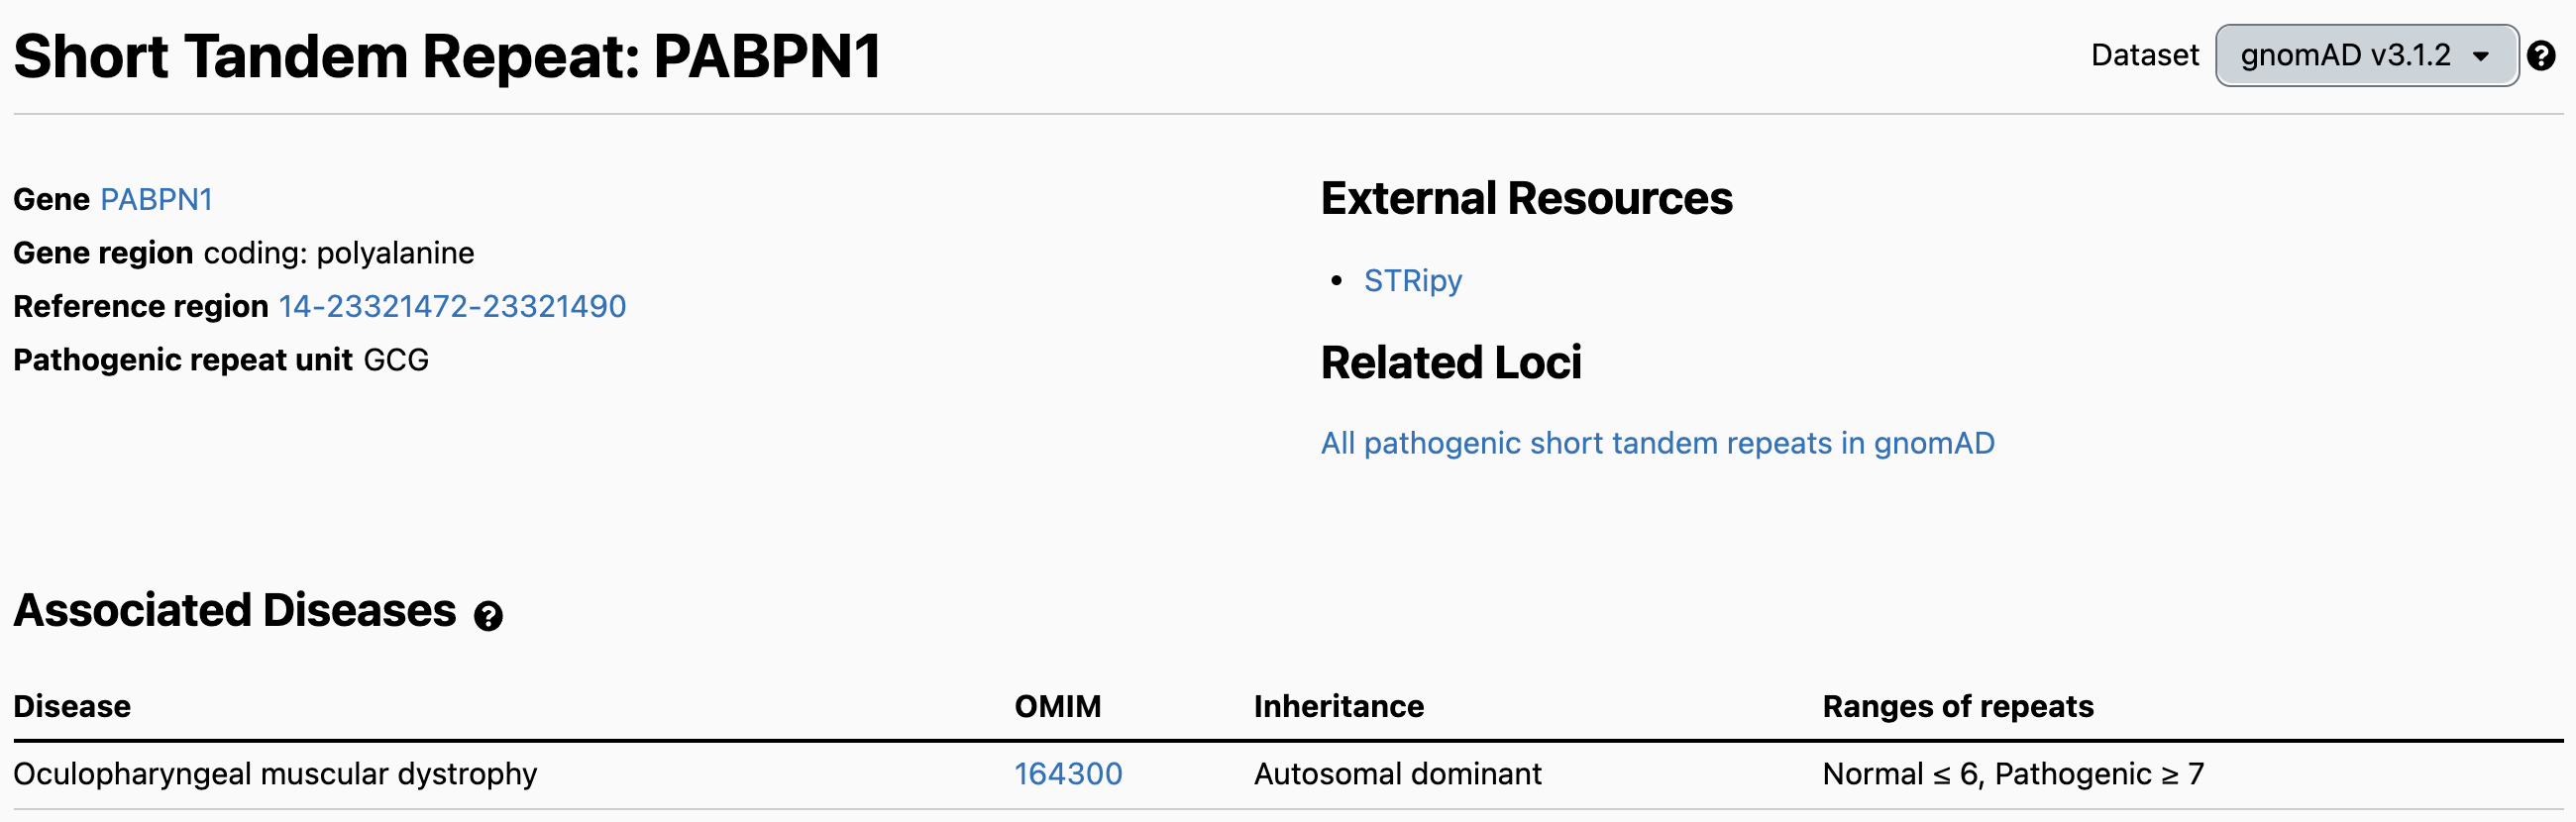 Short Tandem Repeat: PABPN1
Dataset gnomAD v3.1.2 ?
Gene PABPN1
Gene region coding: polyalanine
Reference region 14-23321472-23321490
Pathogenic repeat unit GCG
External Resources
• STRipy
Related Loci
All pathogenic short tandem repeats in gnomAD
Associated Diseases ?
Disease OMIM Inheritance Ranges of repeats
Oculopharyngeal muscular dystrophy 164300 Autosomal dominant Normal ≤ 6, Pathogenic ≥ 7